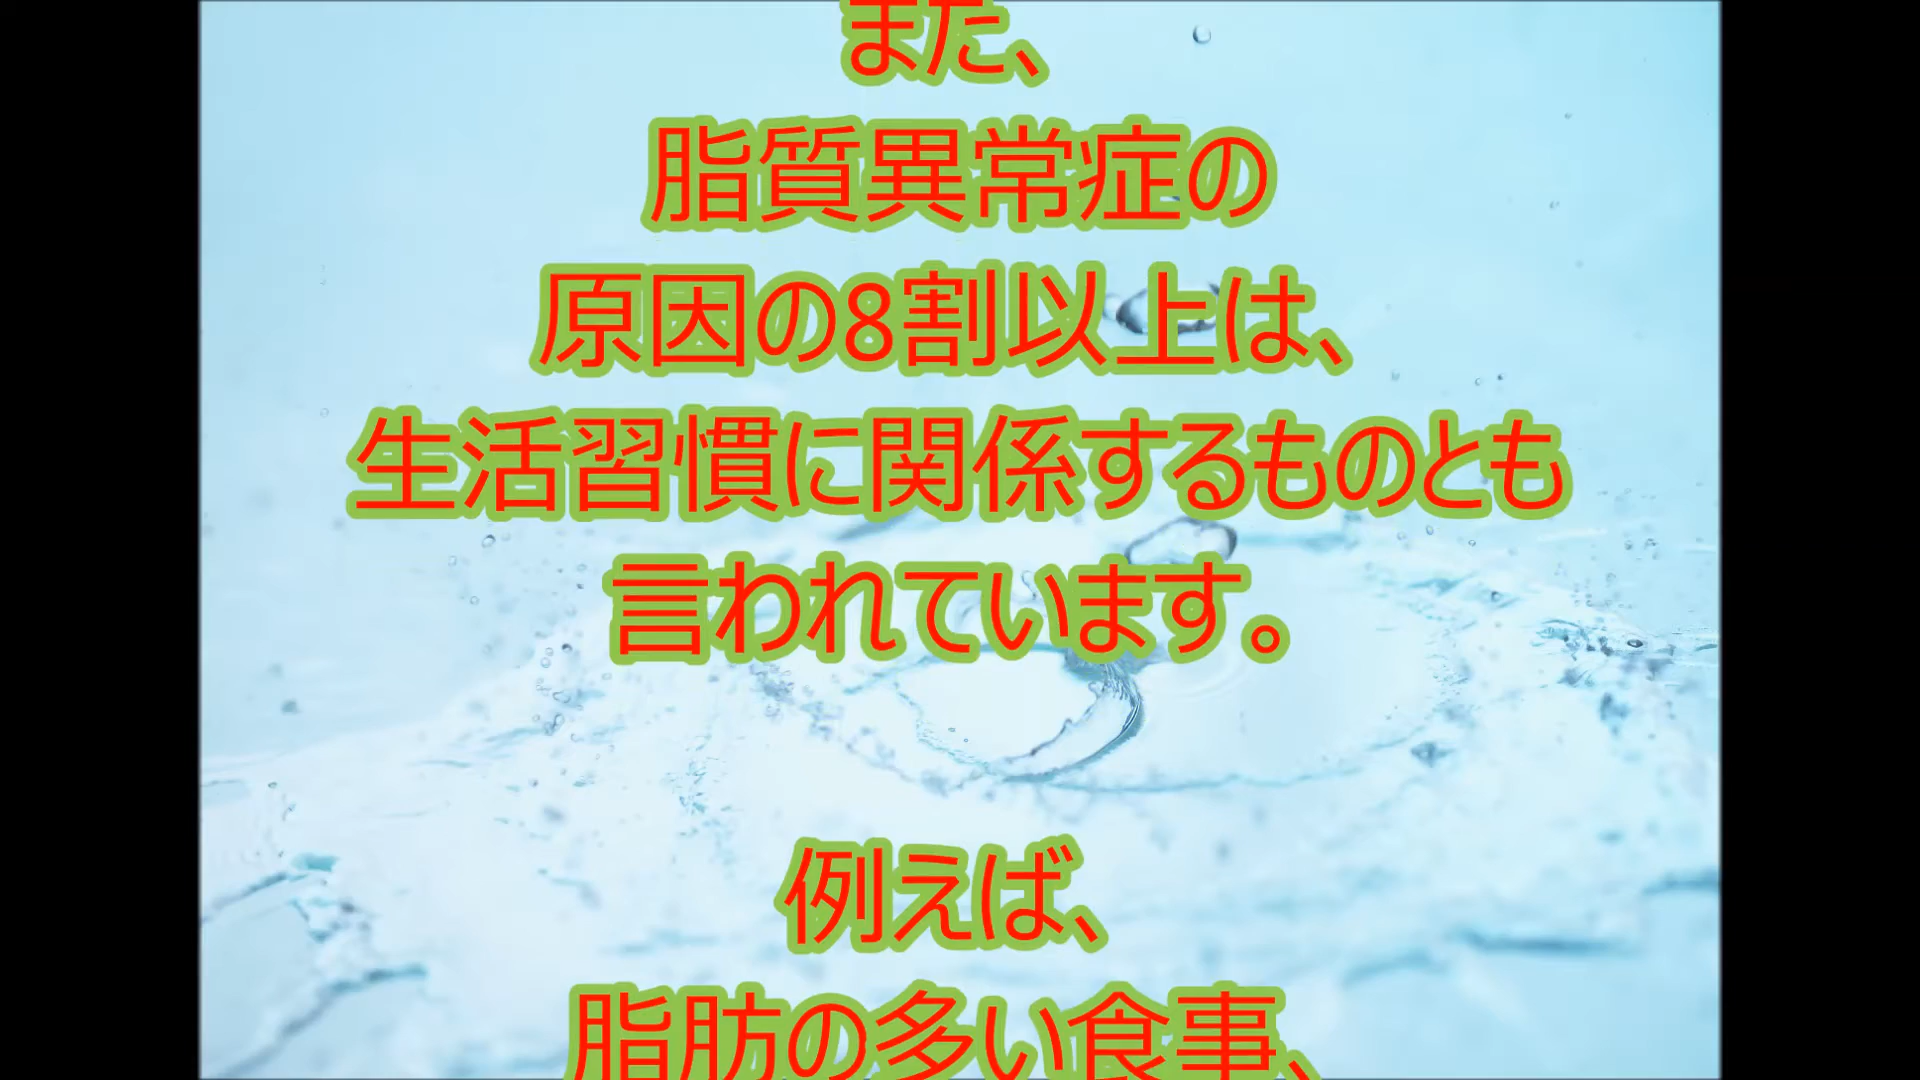 また、
脂質異常症の
原因の8割以上は、
生活習慣に関係するものとも
言われています。
例えば、
脂肪の多い食事、